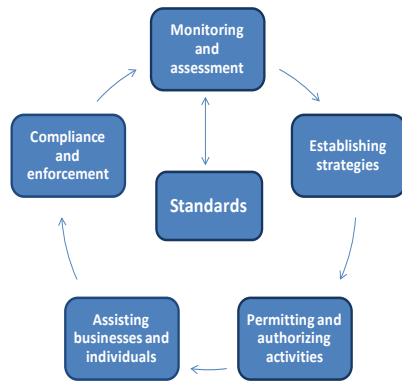 Monitoring
and
assessment
Establishing
strategies
Permitting and
authorizing
activities
Assisting
businesses and
individuals
Compliance
and
enforcement
Standards